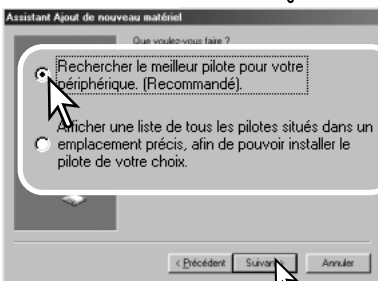 Assistant Ajout de nouveau matériel
Que voulez-vous faire ?
Rechercher le meilleur pilote pour votre
périphérique. (Recommandé).
Afficher une liste de tous les pilotes situés dans un
emplacement précis, afin de pouvoir installer le
pilote de votre choix.
< Précédent Suivant > Annuler